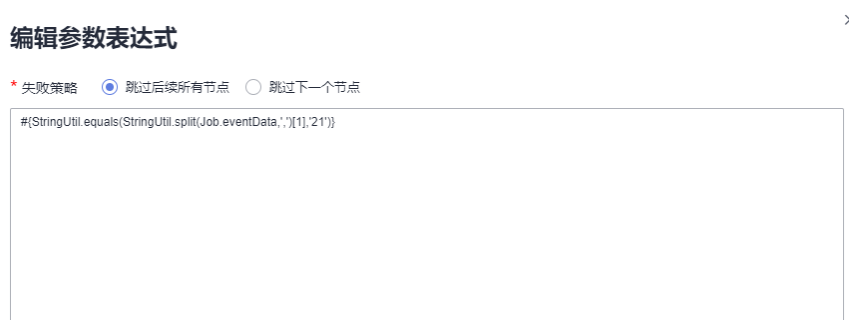 编辑参数表达式
* 失败策略 跳过后续所有节点 跳过下一个节点
#{StringUtil.equals(StringUtil.split(Job.eventData,',')[1],'21')}